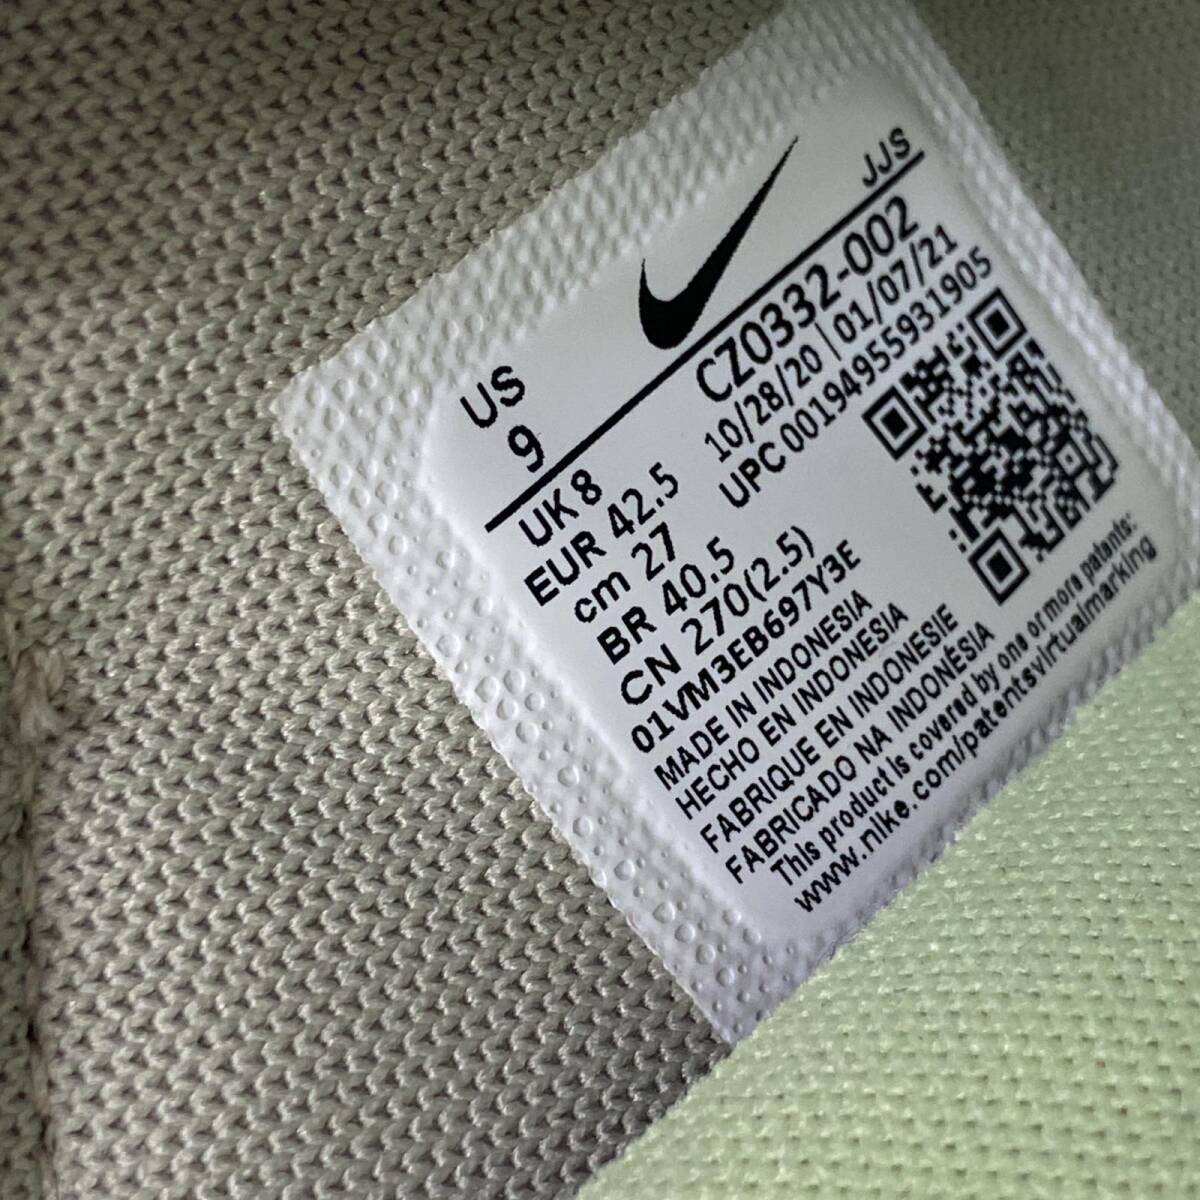 JJS
US
9
UK 8
EUR 42.5
cm 27
BR 40.5
CN 270(2.5)
CZ0332-002
10/28/20 | 01/07/21
UPC 00194955931905
01VM3EB697Y3E
MADE IN INDONESIA
HECHO EN INDONESIA
FABRIQUE EN INDONESIE
FABRICADO NA INDONÉSIA
This product is covered by one or more patents:
www.nike.com/patentsvirtualmarking